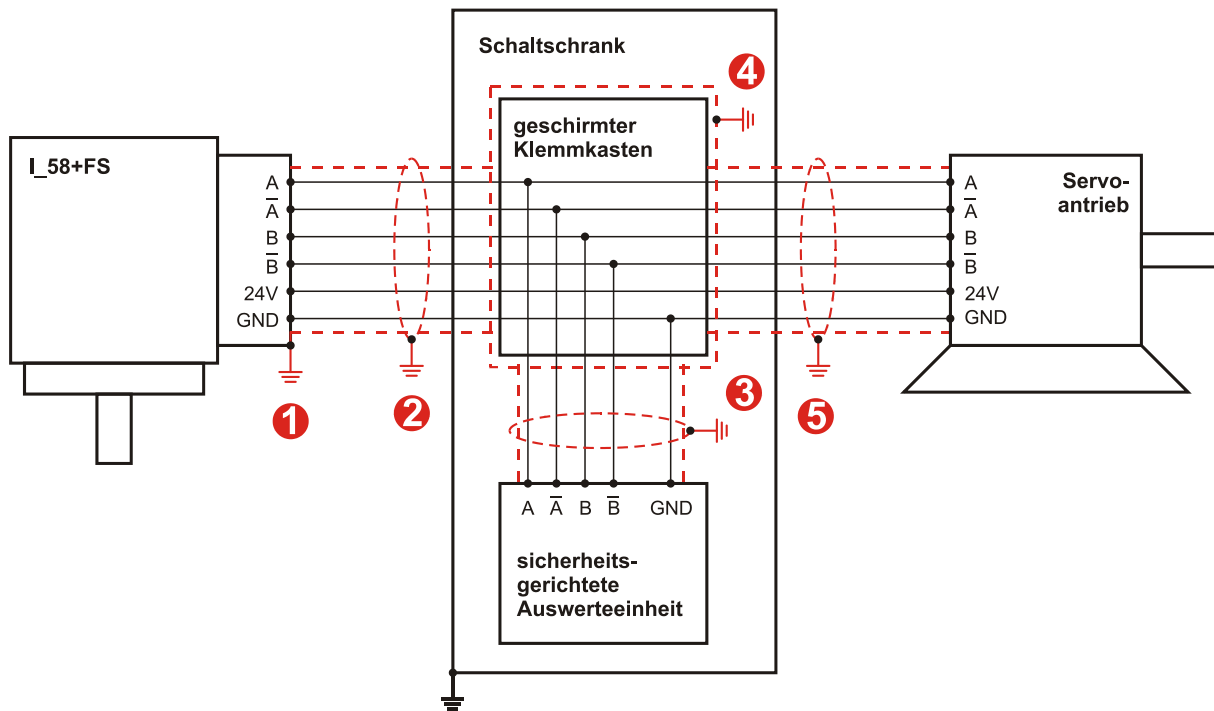 Schaltschrank
4
geschirmter
Klemmkasten
I_58+FS
A
A̅
B
B̅
24V
GND
Servo-
antrieb
A
A̅
B
B̅
24V
GND
1
2
3
5
A A̅ B B̅ GND
sicherheits-
gerichtete
Auswerteeinheit